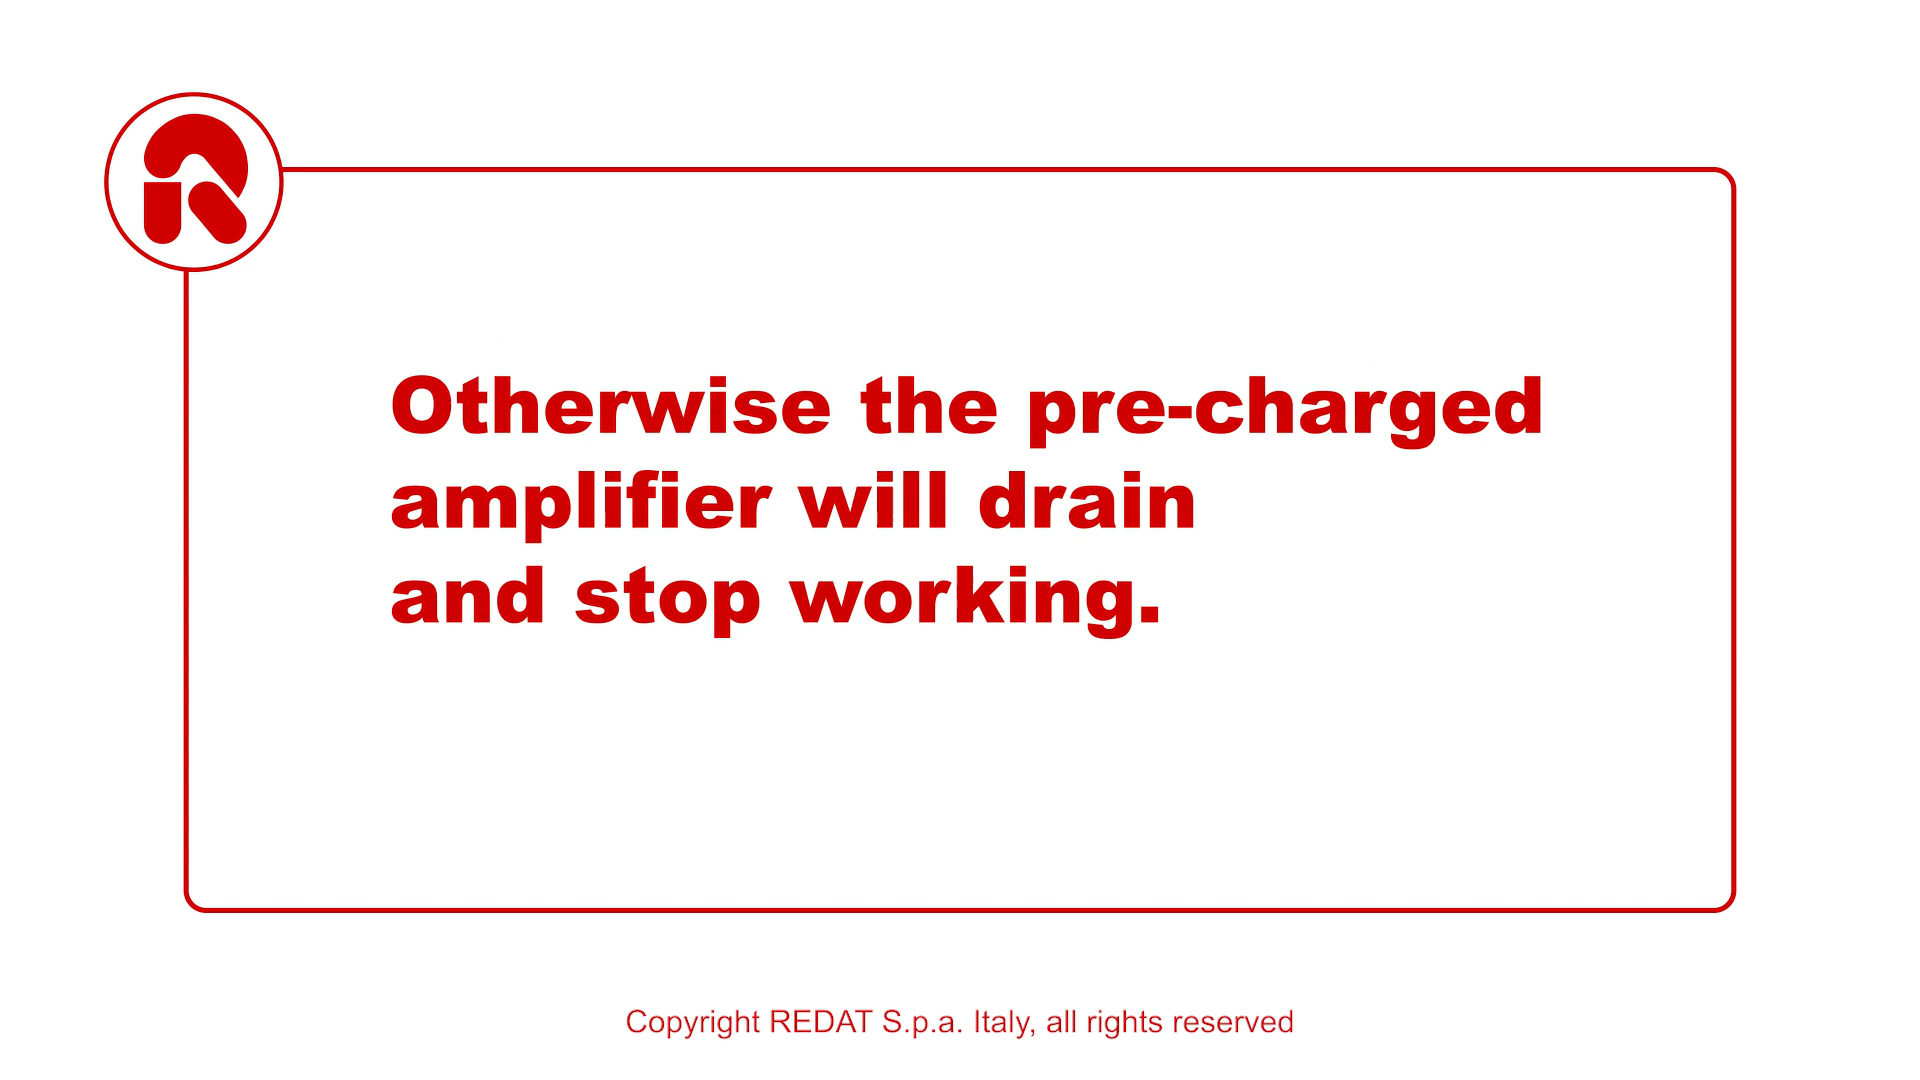 Otherwise the pre-charged
amplifier will drain
and stop working.
Copyright REDAT S.p.a. Italy, all rights reserved